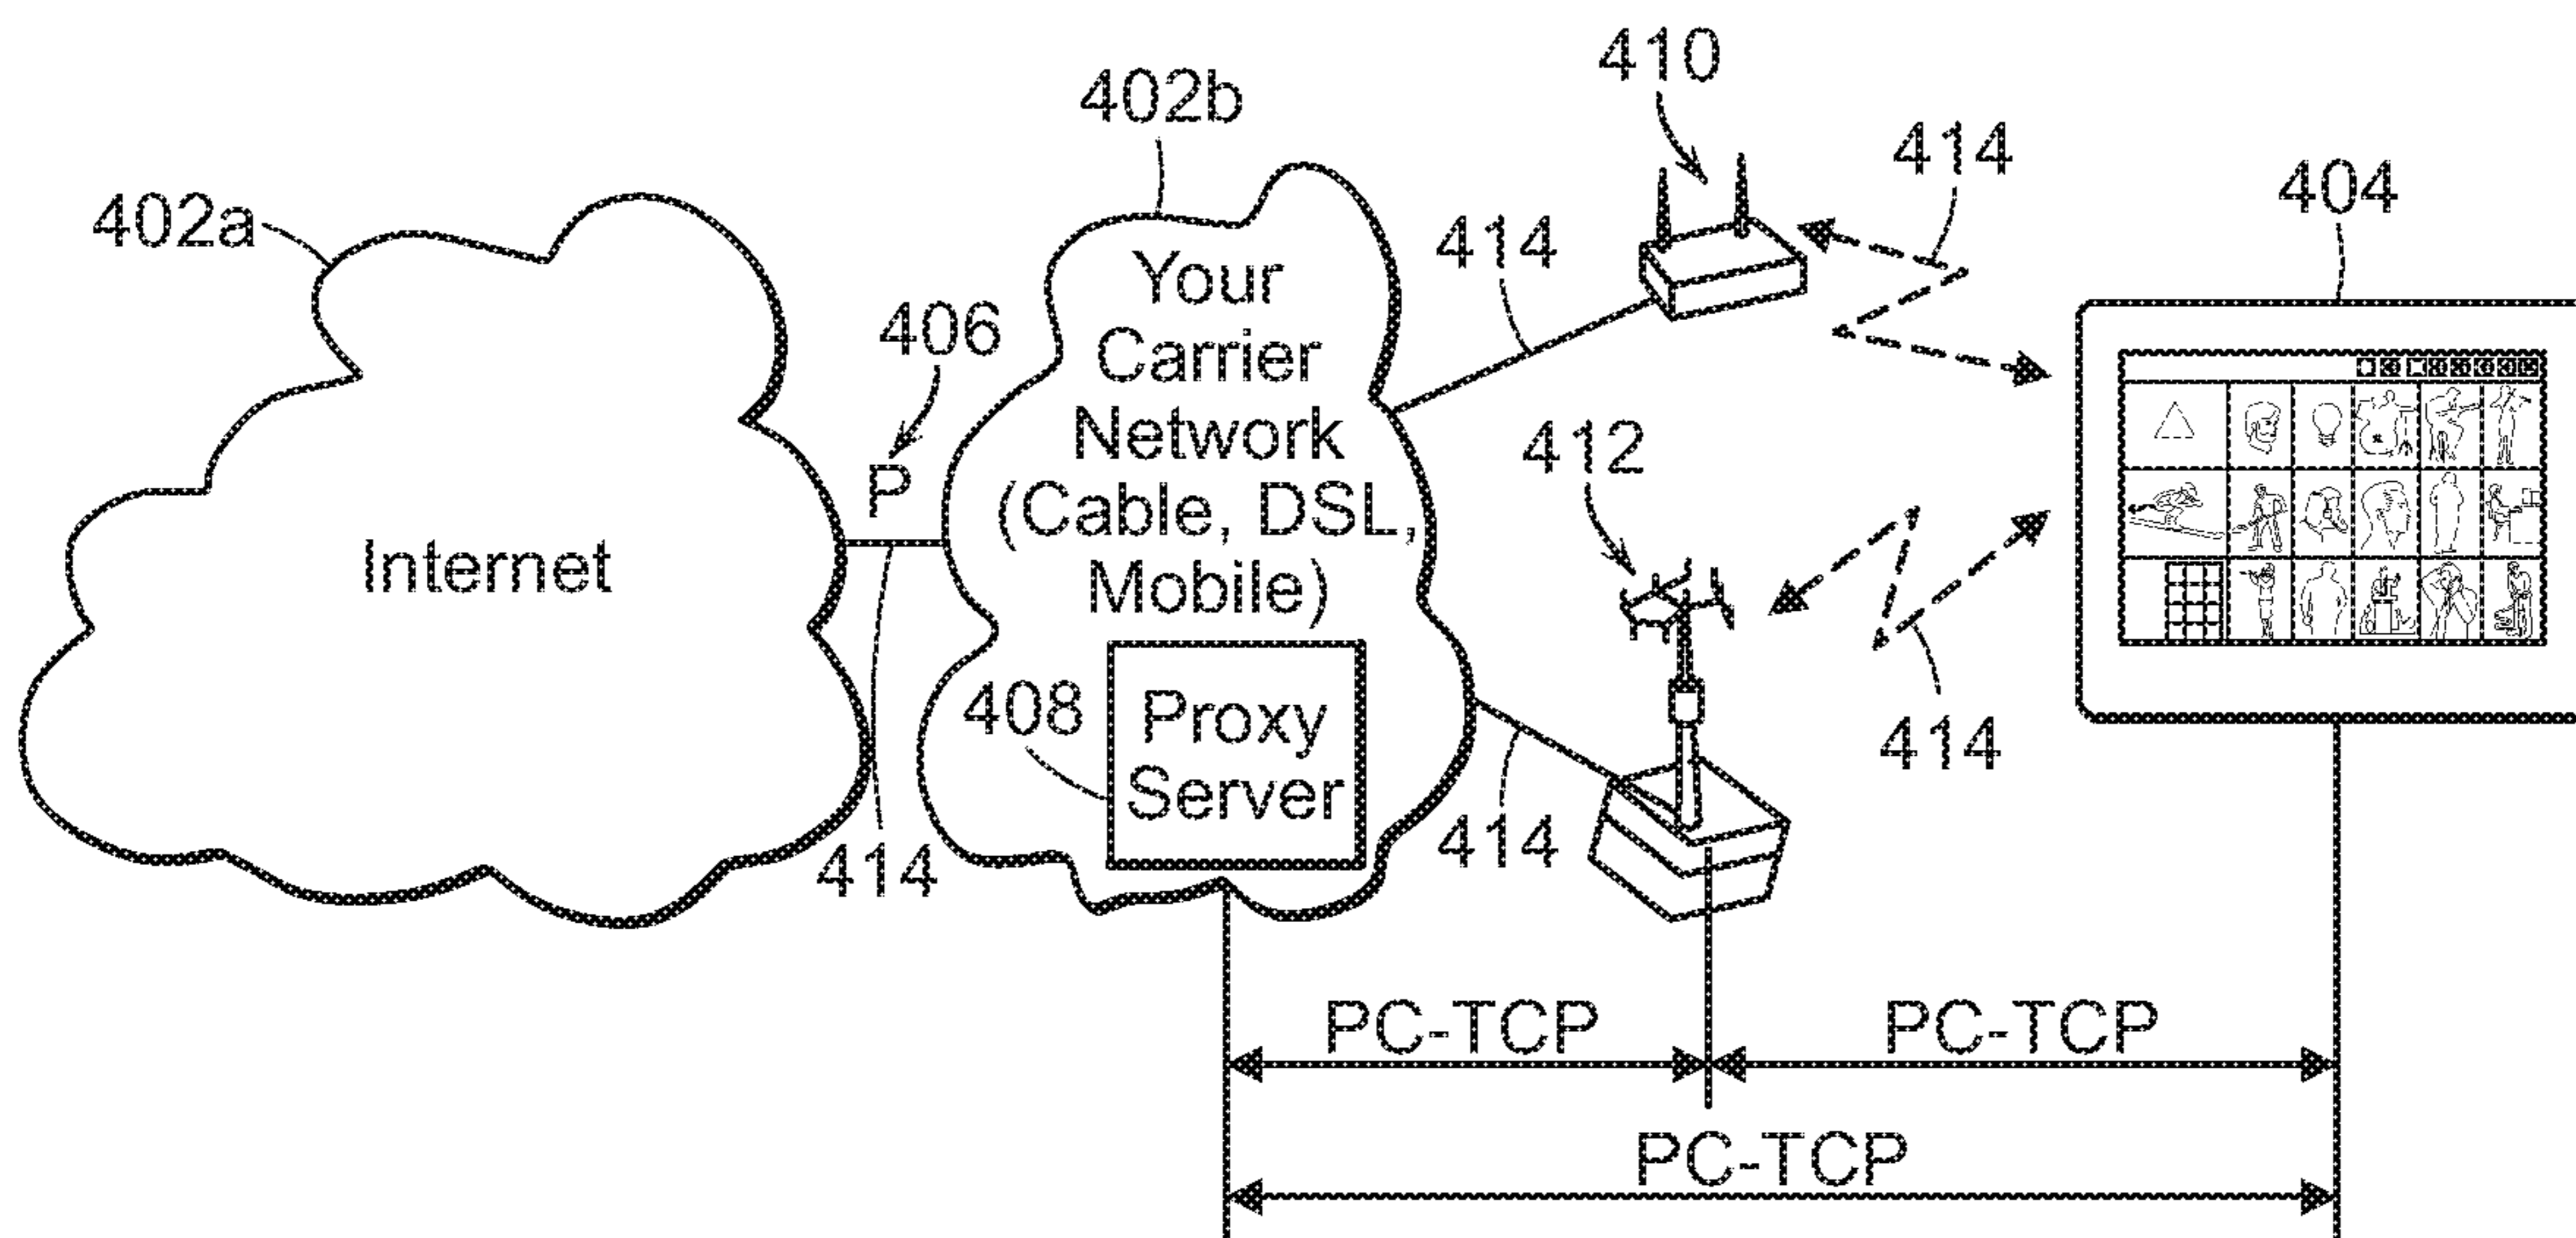 410
402b
414
404
402a
414
406
P
Your
Carrier
Network
(Cable, DSL,
Mobile)
Internet
412
408
Proxy
Server
414
414
414
PC-TCP
PC-TCP
PC-TCP